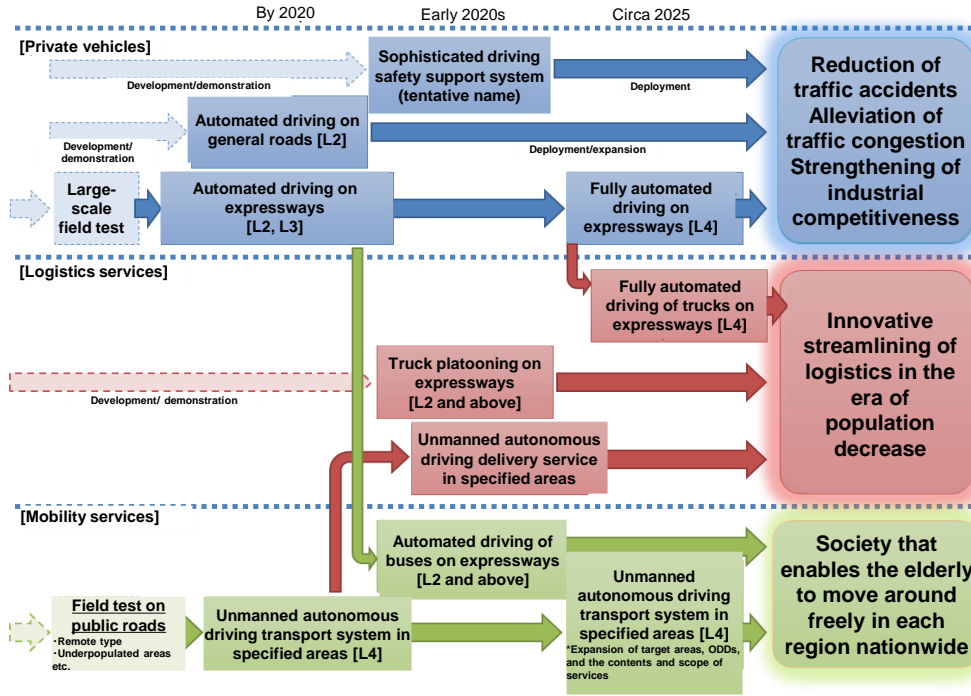 By 2020
Early 2020s
Circa 2025
[Private vehicles]
Development/demonstration
Sophisticated driving
safety support system
(tentative name)
Deployment
Development/
demonstration
Automated driving on
general roads [L2]
Deployment/expansion
Large-
scale
field test
Automated driving on
expressways
[L2, L3]
Fully automated
driving on
expressways [L4]
Reduction of
traffic accidents
Alleviation of
traffic congestion
Strengthening of
industrial
competitiveness
[Logistics services]
Fully automated
driving of trucks on
expressways [L4]
Development/ demonstration
Truck platooning on
expressways
[L2 and above]
Unmanned autonomous
driving delivery service
in specified areas
Innovative
streamlining of
logistics in the
era of
population
decrease
[Mobility services]
Automated driving of
buses on expressways
[L2 and above]
Field test on
public roads
・Remote type
・Underpopulated areas
etc.
Unmanned autonomous
driving transport system in
specified areas [L4]
Unmanned
autonomous driving
transport system in
specified areas [L4]
*Expansion of target areas, ODDs,
and the contents and scope of
services
Society that
enables the elderly
to move around
freely in each
region nationwide